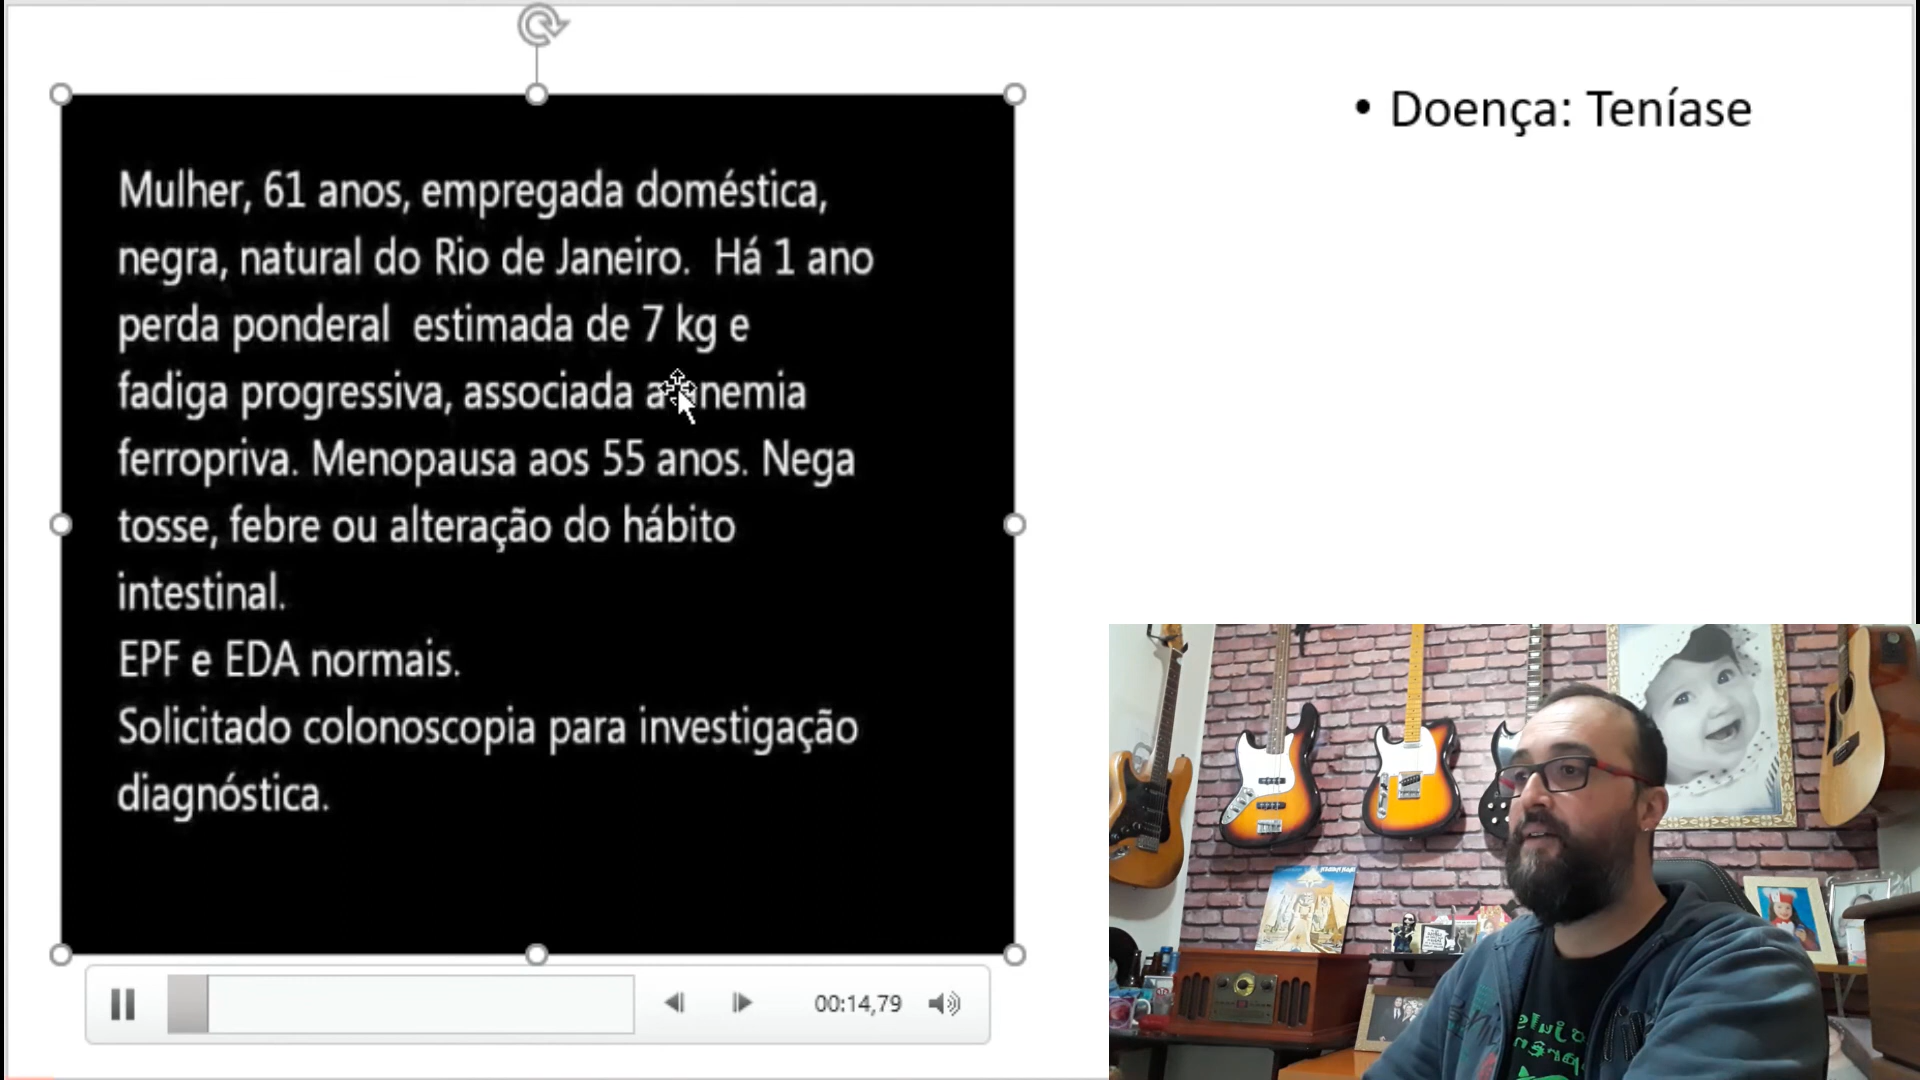 Mulher, 61 anos, empregada doméstica,
negra, natural do Rio de Janeiro. Há 1 ano
perda ponderal estimada de 7 kg e
fadiga progressiva, associada a anemia
ferropriva. Menopausa aos 55 anos. Nega
tosse, febre ou alteração do hábito
intestinal.
EPF e EDA normais.
Solicitado colonoscopia para investigação
diagnóstica.
00:14,79
• Doença: Teníase